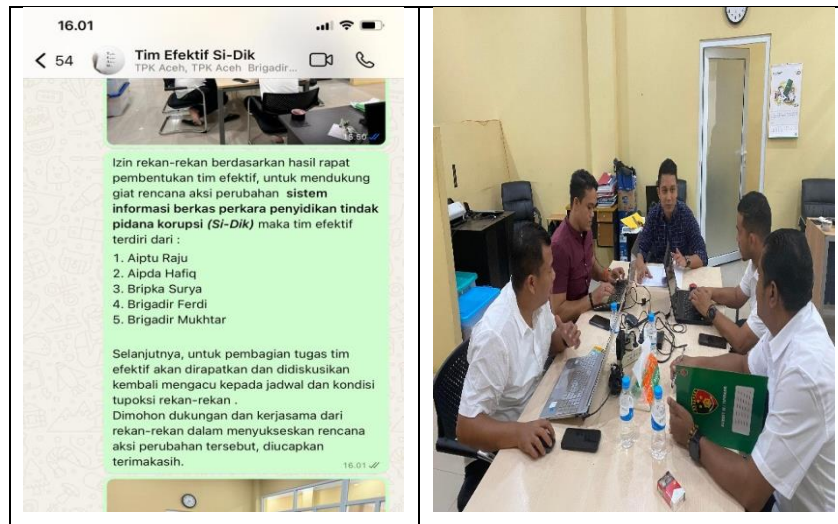 16.01
54
Tim Efektif Si-Dik
TPK Aceh, TPK Aceh Brigadir...
16.00
Izin rekan-rekan berdasarkan hasil rapat
pembentukan tim efektif, untuk mendukung
giat rencana aksi perubahan sistem
informasi berkas perkara penyidikan tindak
pidana korupsi (Si-Dik) maka tim efektif
terdiri dari :
1. Aiptu Raju
2. Aipda Hafiq
3. Bripka Surya
4. Brigadir Ferdi
5. Brigadir Mukhtar
Selanjutnya, untuk pembagian tugas tim
efektif akan dirapatkan dan didiskusikan
kembali mengacu kepada jadwal dan kondisi
tupoksi rekan-rekan .
Dimohon dukungan dan kerjasama dari
rekan-rekan dalam menyukseskan rencana
aksi perubahan tersebut, diucapkan
terimakasih.
16.01